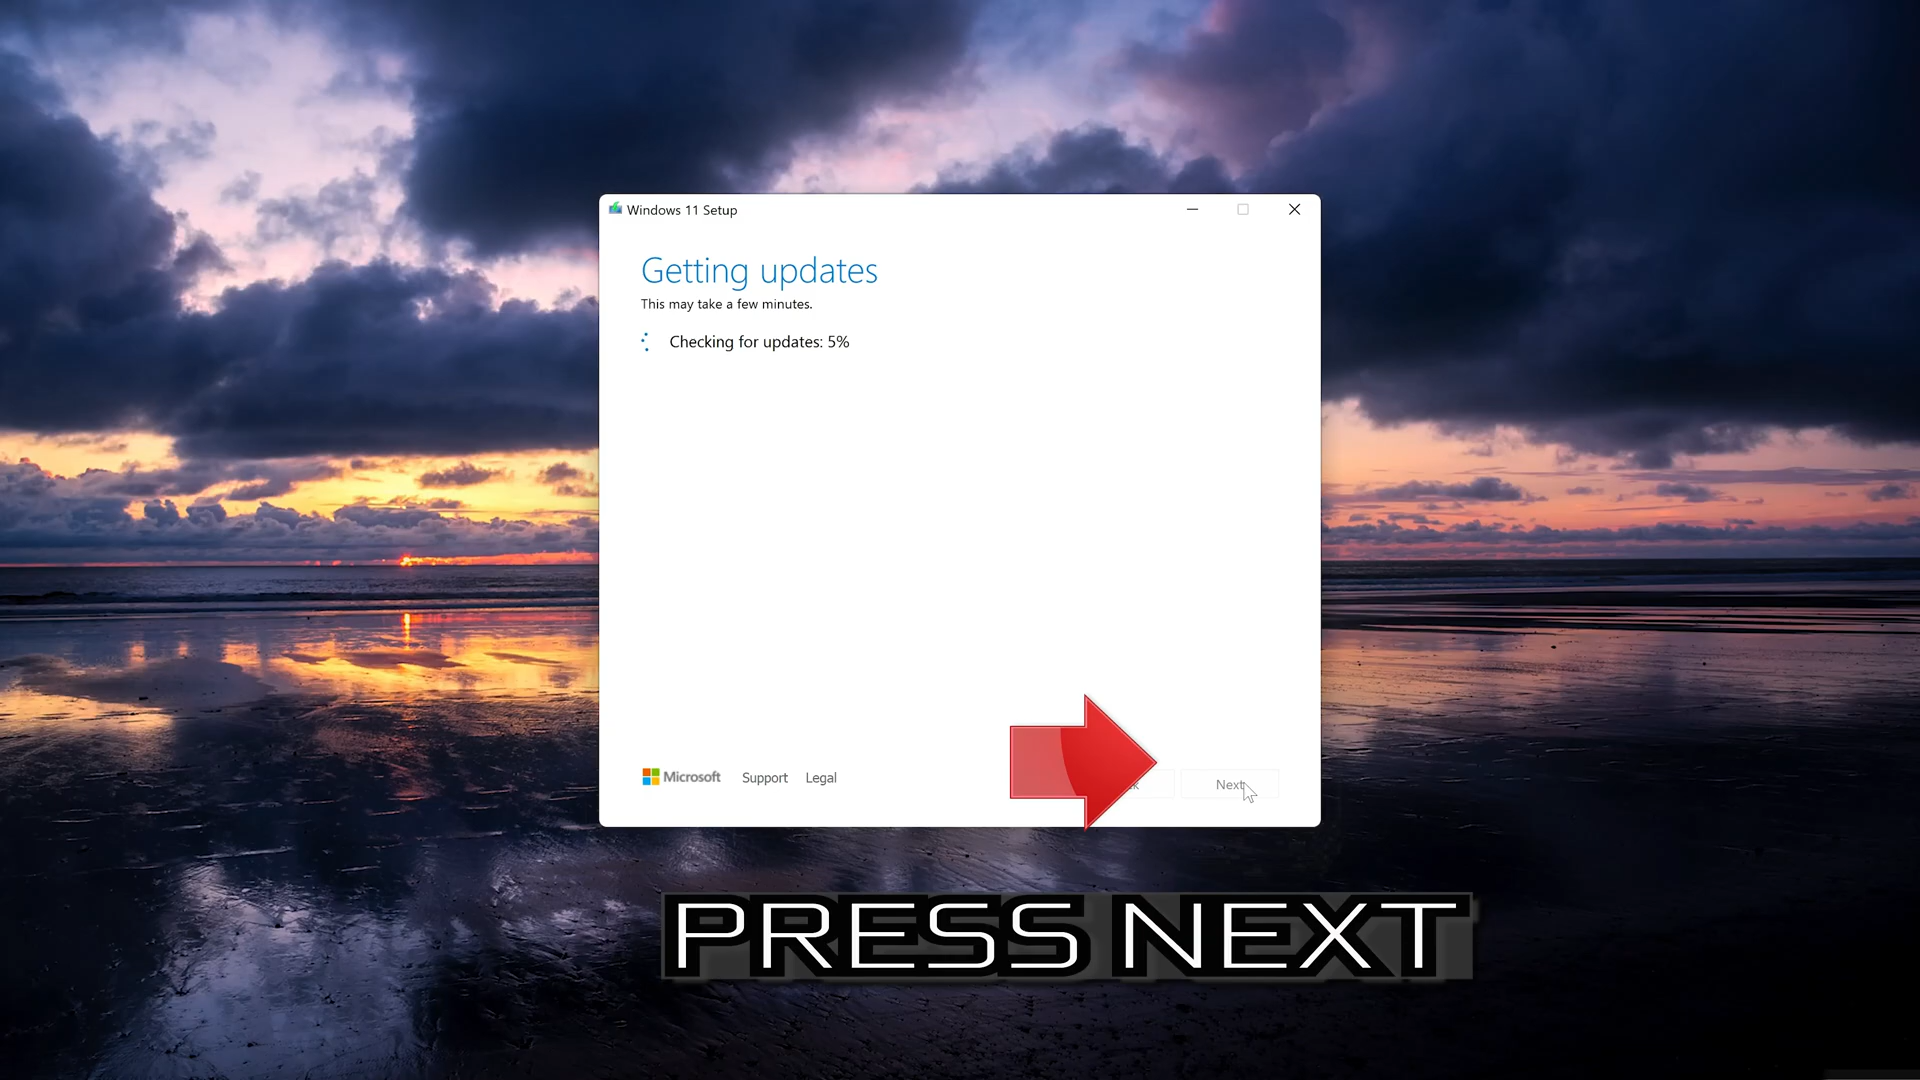 Windows 11 Setup
Getting updates
This may take a few minutes.
Checking for updates: 5%
Microsoft Support Legal
Next
PRESS NEXT